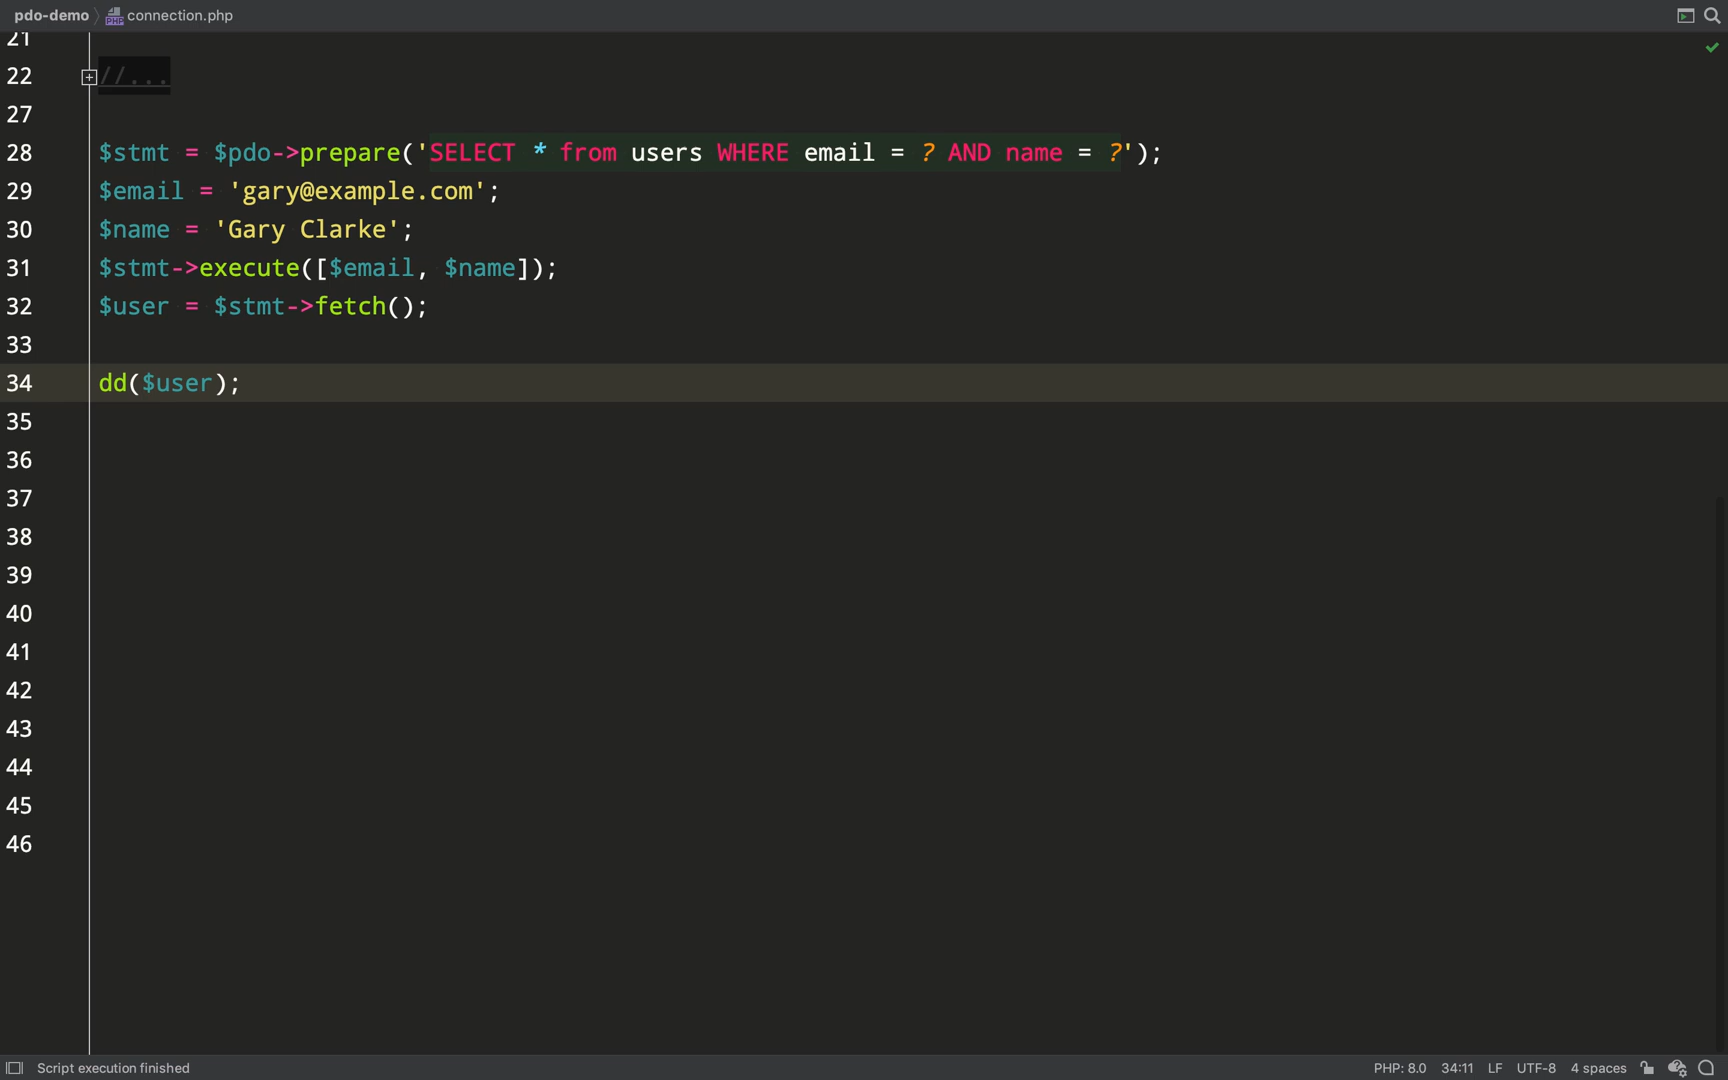 pdo-demo connection.php
21
22 //...
27
28 $stmt = $pdo->prepare('SELECT * from users WHERE email = ? AND name = ?');
29 $email = 'gary@example.com';
30 $name = 'Gary Clarke';
31 $stmt->execute([$email, $name]);
32 $user = $stmt->fetch();
33
34 dd($user);
35
36
37
38
39
40
41
42
43
44
45
46
Script execution finished PHP: 8.0 34:11 LF UTF-8 4 spaces